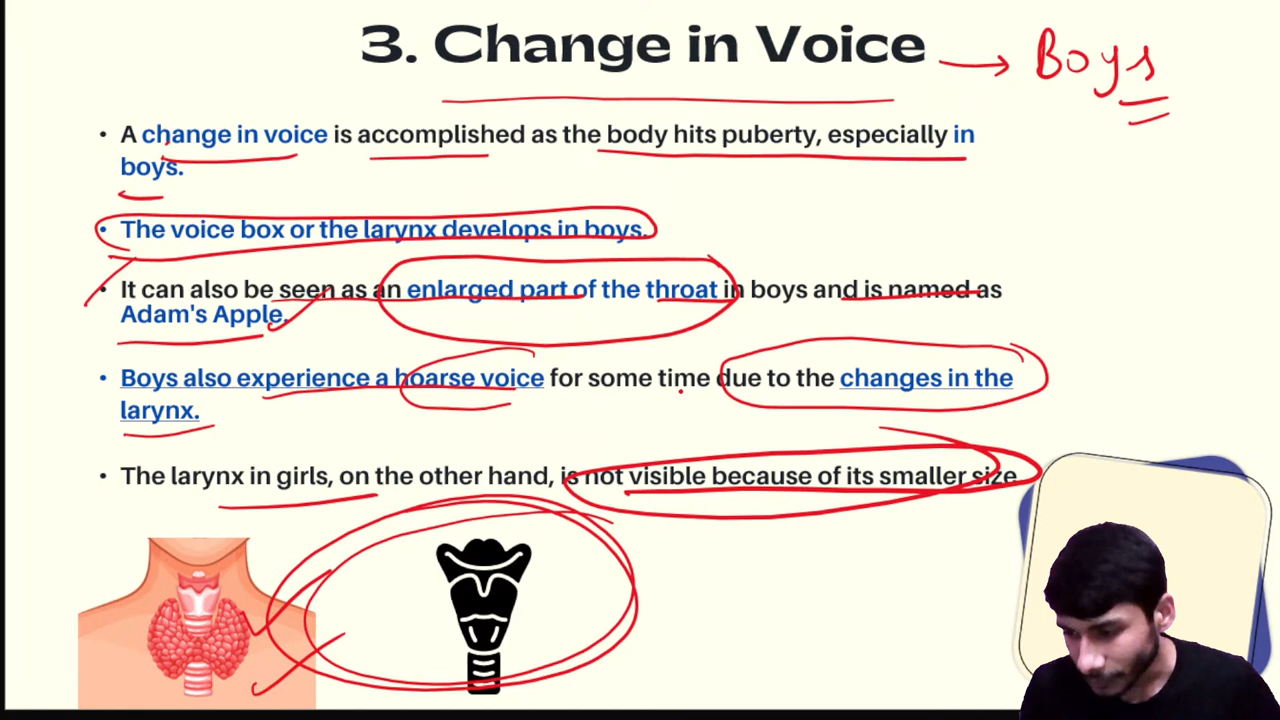 3. Change in Voice → Boys
• A change in voice is accomplished as the body hits puberty, especially in
boys.
• The voice box or the larynx develops in boys.
• It can also be seen as an enlarged part of the throat in boys and is named as
Adam's Apple.
• Boys also experience a hoarse voice for some time due to the changes in the
larynx.
• The larynx in girls, on the other hand, is not visible because of its smaller size